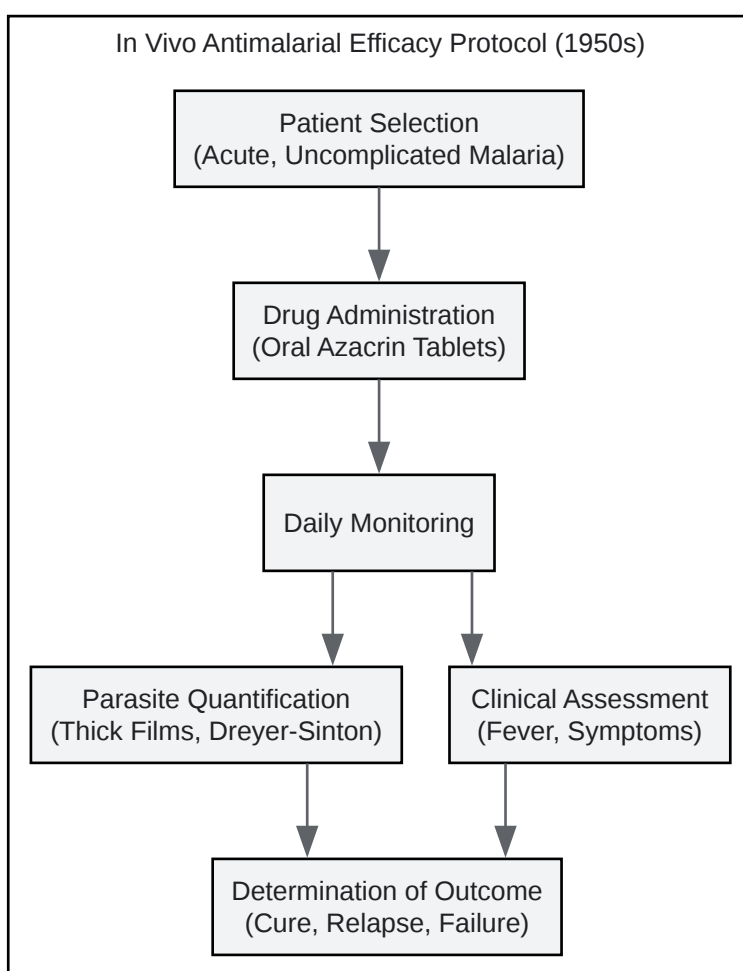 In Vivo Antimalarial Efficacy Protocol (1950s)
Patient Selection
(Acute, Uncomplicated Malaria)
Drug Administration
(Oral Azacrin Tablets)
Daily Monitoring
Parasite Quantification
(Thick Films, Dreyer-Sinton)
Clinical Assessment
(Fever, Symptoms)
Determination of Outcome
(Cure, Relapse, Failure)